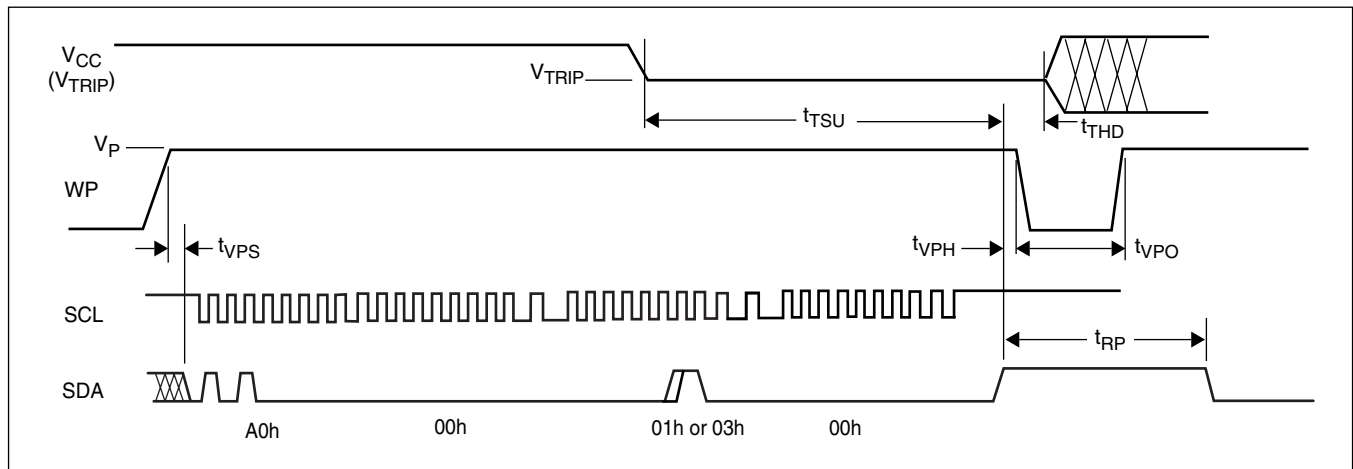 VCC
(VTRIP)
VTRIP
tTSU
tTHD
VP
WP
tVPS
tVPH
tVPO
SCL
tRP
SDA
A0h
00h
01h or 03h
00h